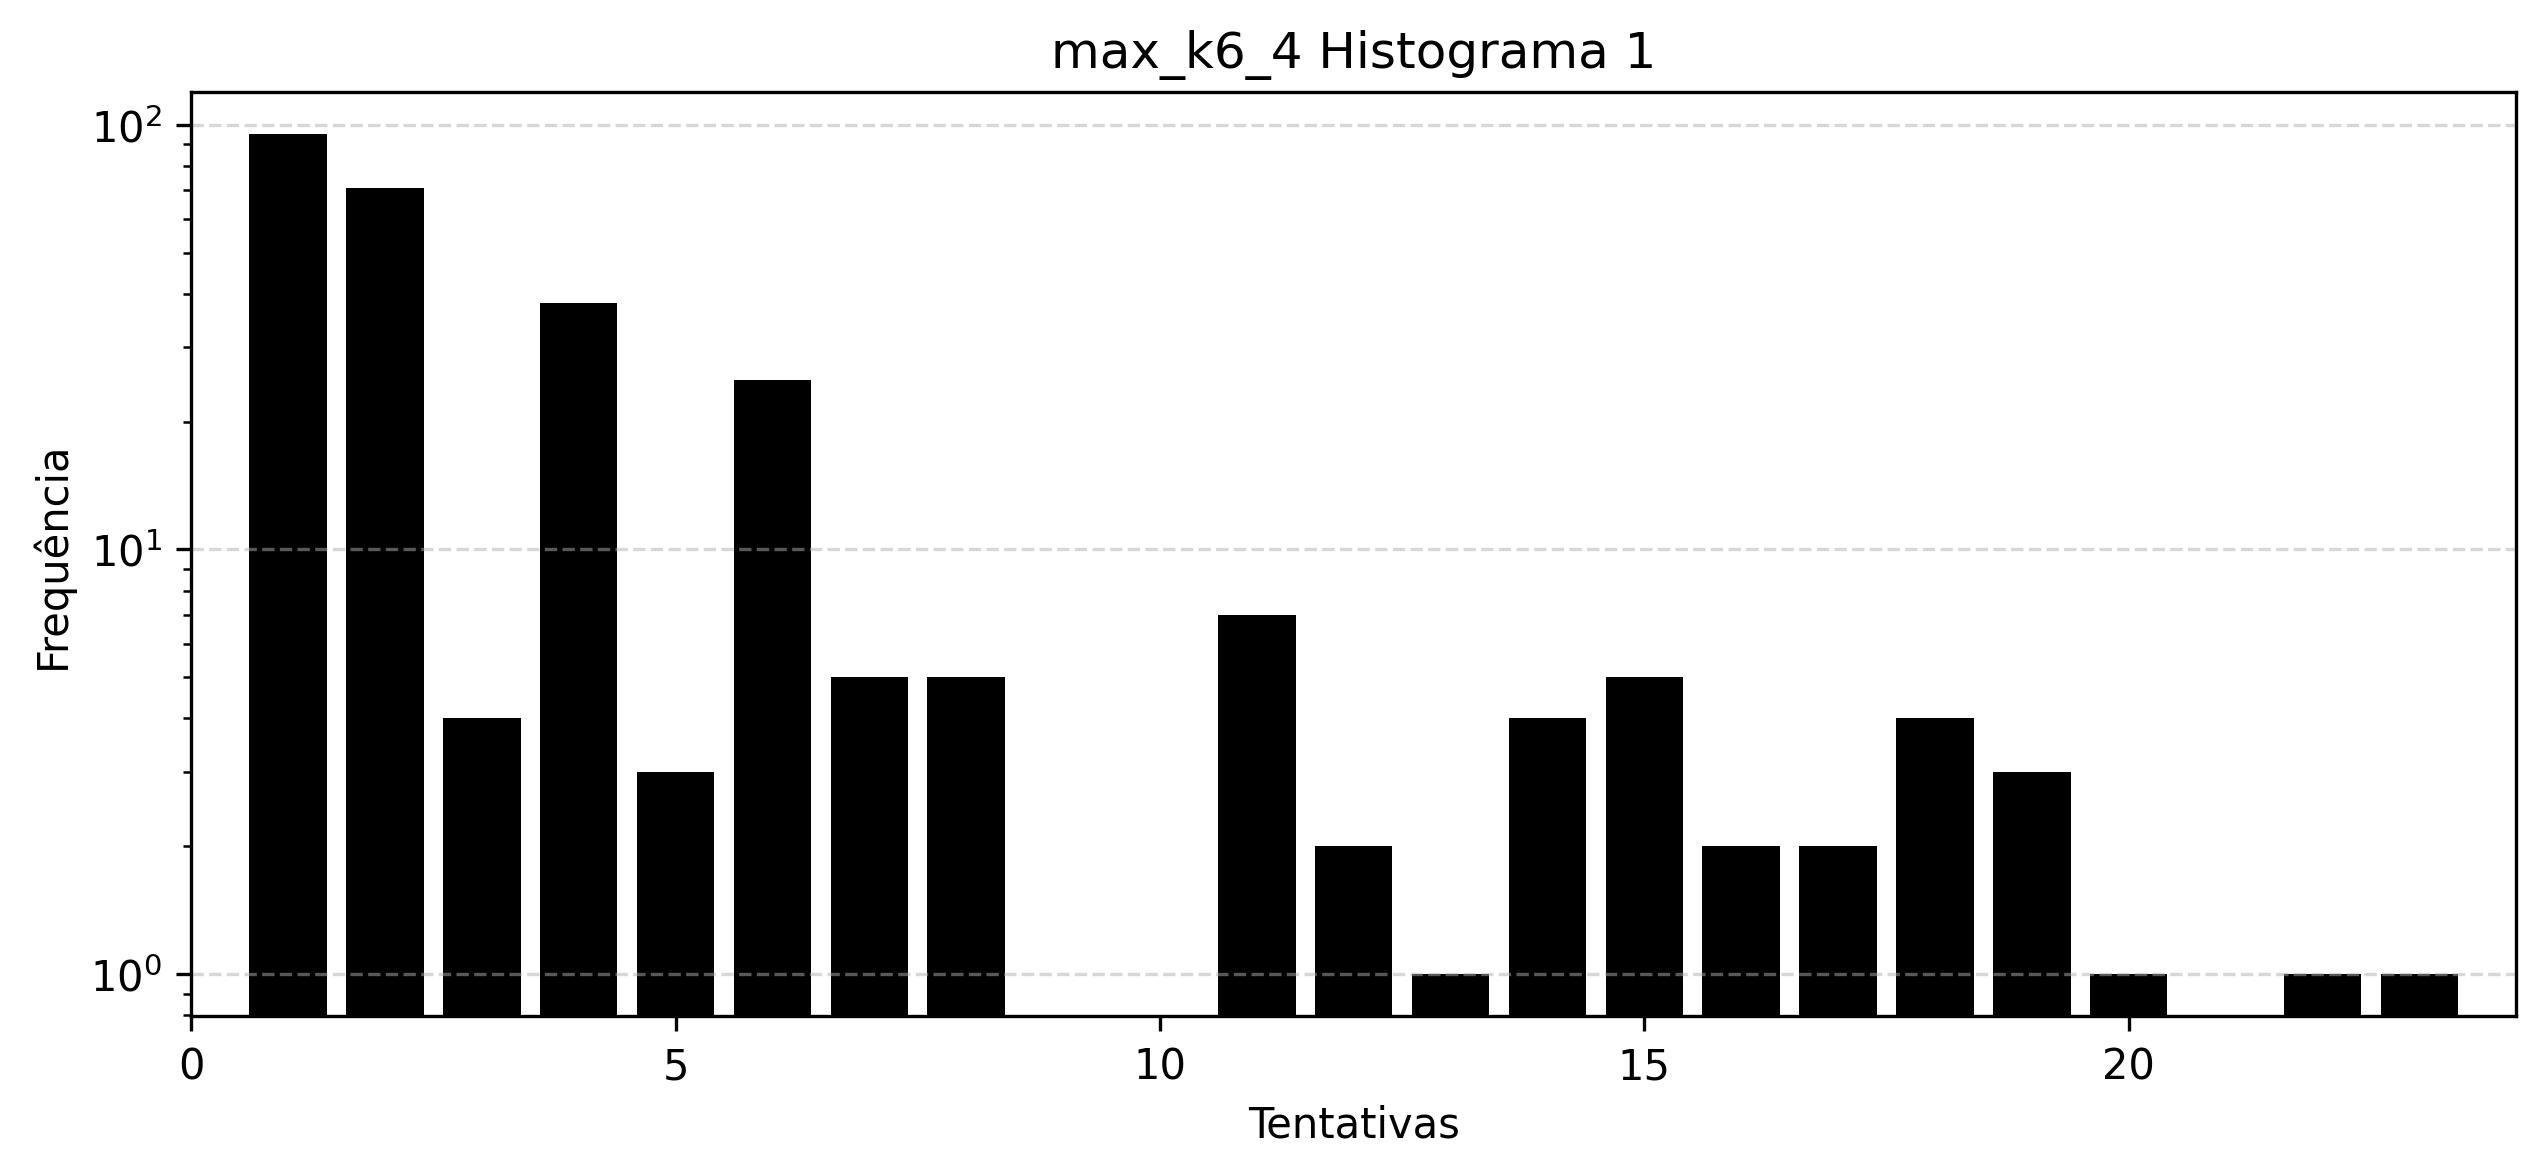 max_k6_4 Histograma 1
Frequência
10²
10¹
10⁰
0 5 10 15 20
Tentativas